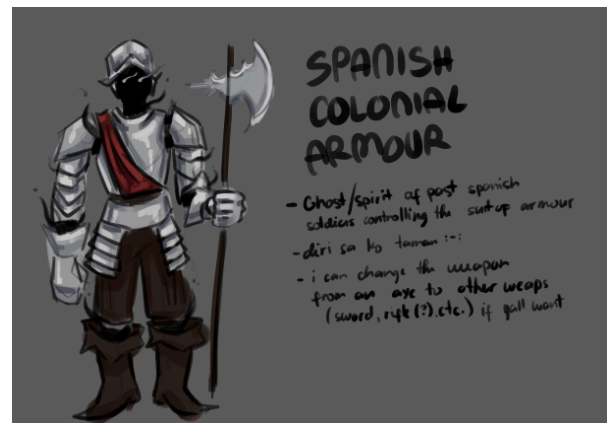 SPANISH
COLONIAL
ARMOUR
- Ghost/spirit of past spanish
soldiers controlling the suit of armour
- diri sa ko taman :-:
- i can change the weapon
from an axe to other weaps
(sword, rifle (?), etc.) if yall want